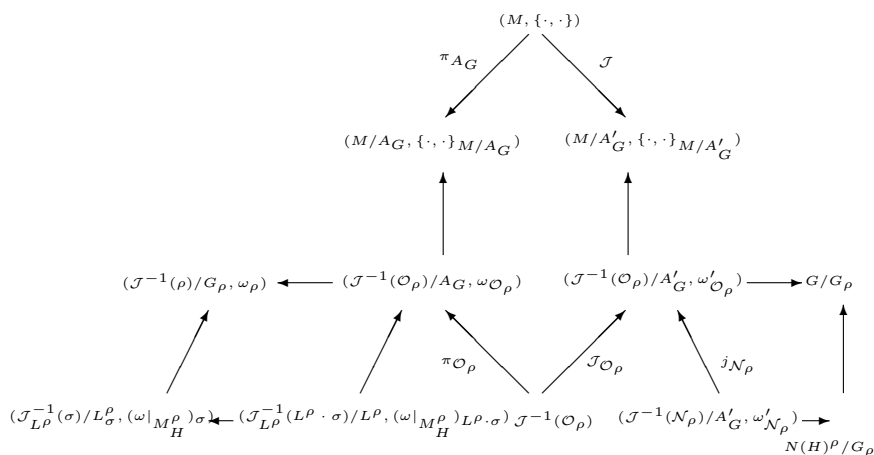 (M, {·, ·})
π_{A_G} 𝒥
(M/A_G, {·, ·}_{M/A_G}) (M/A′_G, {·, ·}_{M/A′_G})
(𝒥^{−1}(ρ)/G_ρ, ω_ρ) (𝒥^{−1}(𝒪_ρ)/A_G, ω_{𝒪_ρ}) (𝒥^{−1}(𝒪_ρ)/A′_G, ω′_{𝒪_ρ}) G/G_ρ
π_{𝒪_ρ} 𝒥_{𝒪_ρ} j_{𝒩_ρ}
(𝒥_{L^ρ}^{−1}(σ)/L^ρ_σ, (ω|_{M^ρ_H})_σ) (𝒥_{L^ρ}^{−1}(L^ρ · σ)/L^ρ, (ω|_{M^ρ_H})_{L^ρ·σ}) 𝒥^{−1}(𝒪_ρ) (𝒥^{−1}(𝒩_ρ)/A′_G, ω′_{𝒩_ρ})
N(H)^ρ/G_ρ